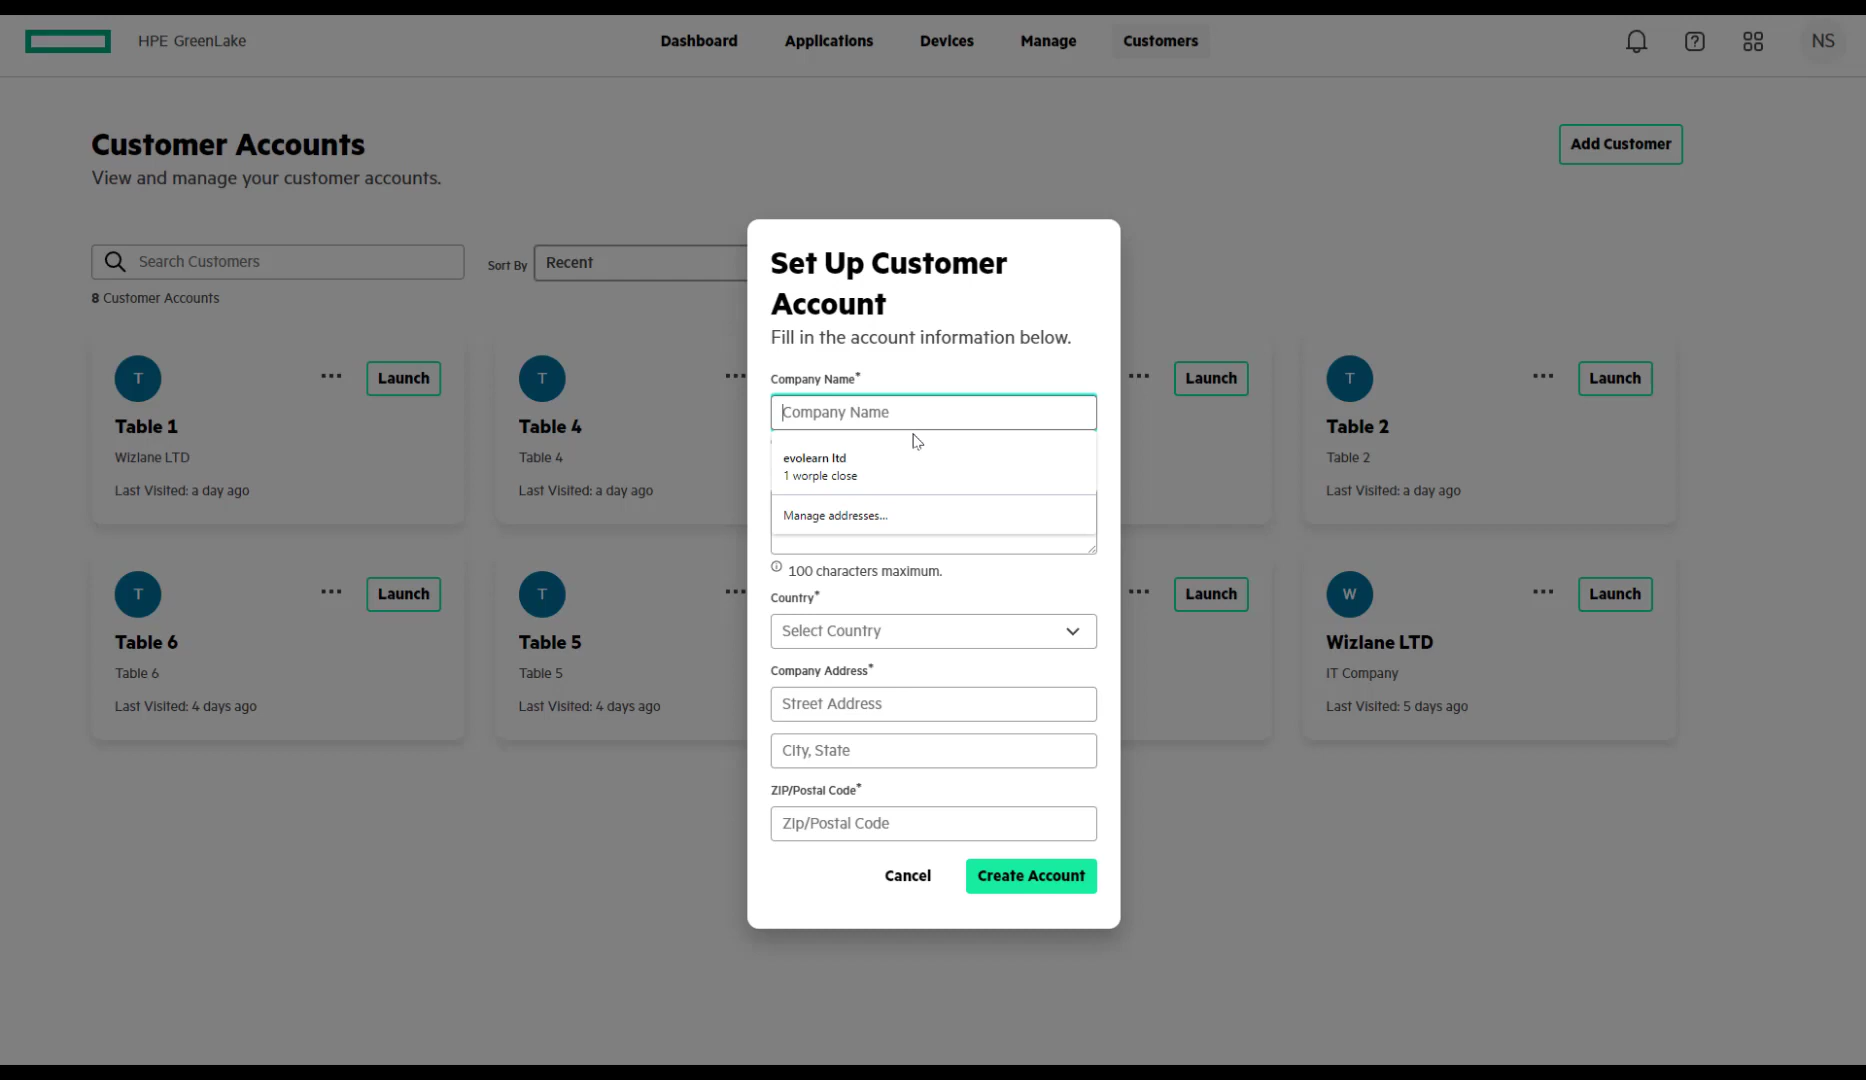 HPE GreenLake
Dashboard
Applications
Devices
Manage
Customers
NS
Customer Accounts
View and manage your customer accounts.
Add Customer
Search Customers
Sort By
Recent
8 Customer Accounts
T
Launch
Table 1
Wizlane LTD
Last Visited: a day ago
T
Table 4
Table 4
Last Visited: a day ago
Launch
T
Launch
Table 2
Table 2
Last Visited: a day ago
T
Launch
Table 6
Table 6
Last Visited: 4 days ago
T
Table 5
Table 5
Last Visited: 4 days ago
Launch
W
Launch
Wizlane LTD
IT Company
Last Visited: 5 days ago
Set Up Customer
Account
Fill in the account information below.
Company Name*
Company Name
evolearn ltd
1 worple close
Manage addresses...
100 characters maximum.
Country*
Select Country
Company Address*
Street Address
City, State
ZIP/Postal Code*
Zip/Postal Code
Cancel
Create Account